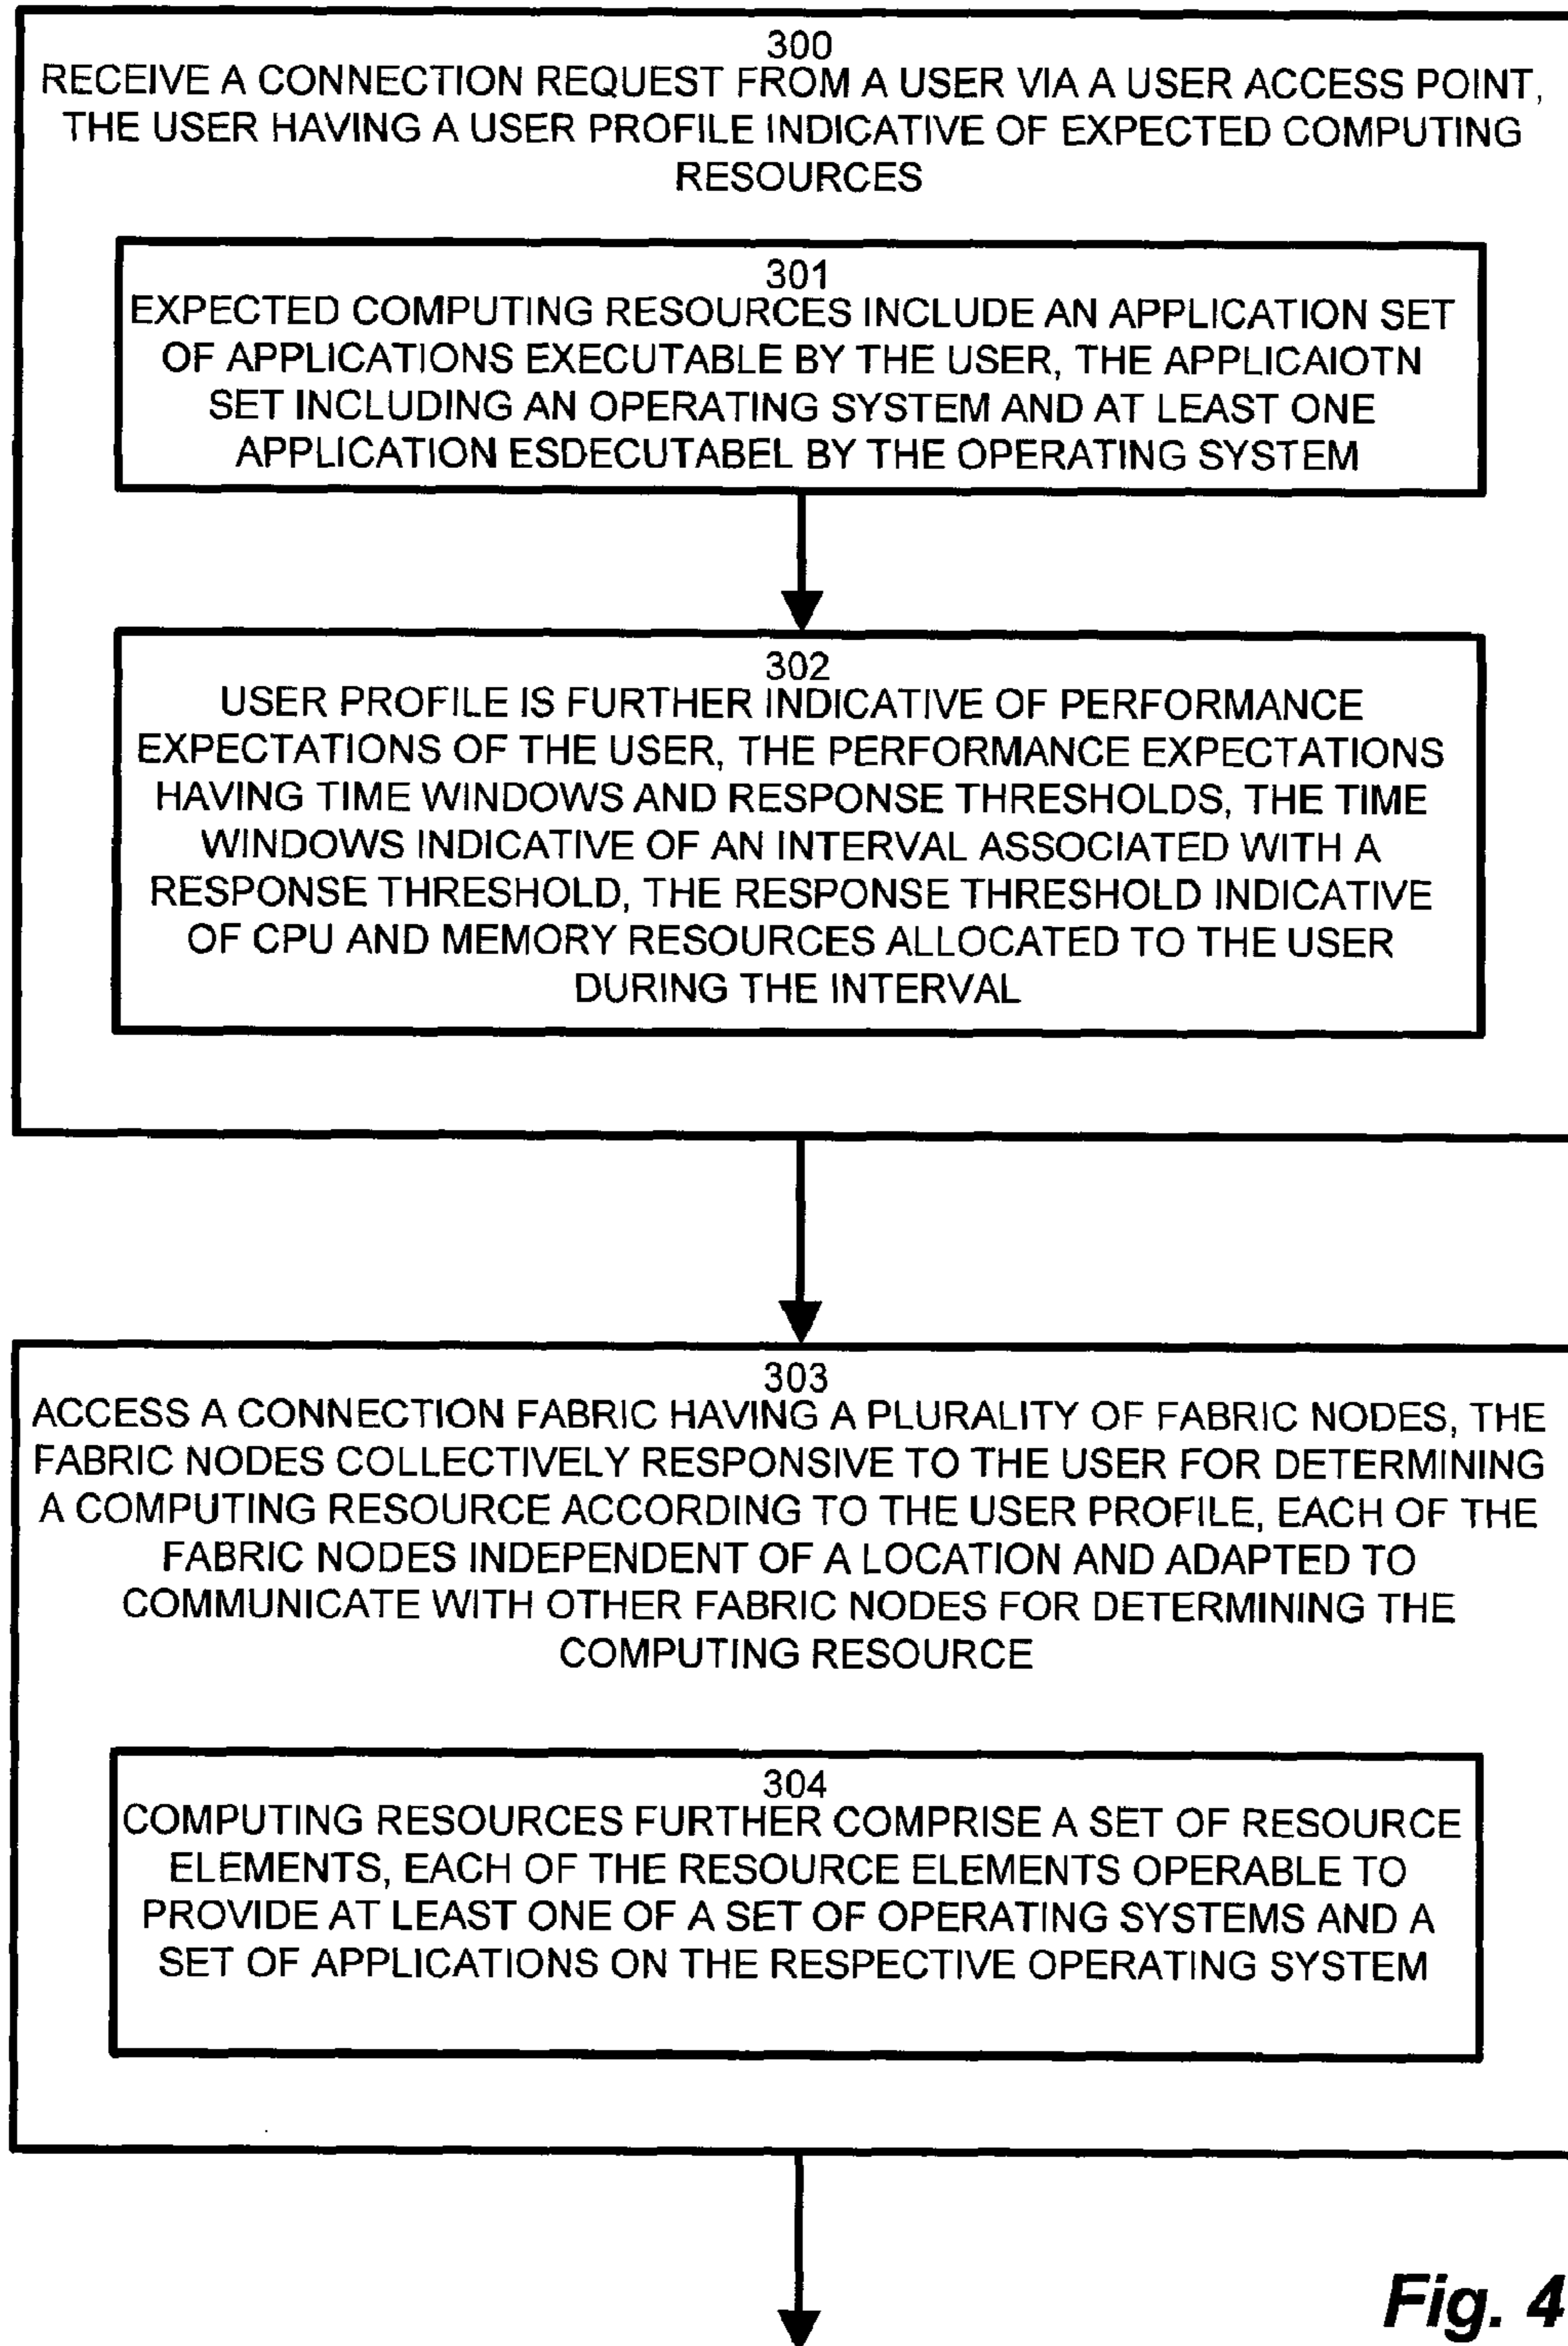 300
RECEIVE A CONNECTION REQUEST FROM A USER VIA A USER ACCESS POINT,
THE USER HAVING A USER PROFILE INDICATIVE OF EXPECTED COMPUTING
RESOURCES
301
EXPECTED COMPUTING RESOURCES INCLUDE AN APPLICATION SET
OF APPLICATIONS EXECUTABLE BY THE USER, THE APPLICAIOTN
SET INCLUDING AN OPERATING SYSTEM AND AT LEAST ONE
APPLICATION ESDECUTABEL BY THE OPERATING SYSTEM
302
USER PROFILE IS FURTHER INDICATIVE OF PERFORMANCE
EXPECTATIONS OF THE USER, THE PERFORMANCE EXPECTATIONS
HAVING TIME WINDOWS AND RESPONSE THRESHOLDS, THE TIME
WINDOWS INDICATIVE OF AN INTERVAL ASSOCIATED WITH A
RESPONSE THRESHOLD, THE RESPONSE THRESHOLD INDICATIVE
OF CPU AND MEMORY RESOURCES ALLOCATED TO THE USER
DURING THE INTERVAL
303
ACCESS A CONNECTION FABRIC HAVING A PLURALITY OF FABRIC NODES, THE
FABRIC NODES COLLECTIVELY RESPONSIVE TO THE USER FOR DETERMINING
A COMPUTING RESOURCE ACCORDING TO THE USER PROFILE, EACH OF THE
FABRIC NODES INDEPENDENT OF A LOCATION AND ADAPTED TO
COMMUNICATE WITH OTHER FABRIC NODES FOR DETERMINING THE
COMPUTING RESOURCE
304
COMPUTING RESOURCES FURTHER COMPRISE A SET OF RESOURCE
ELEMENTS, EACH OF THE RESOURCE ELEMENTS OPERABLE TO
PROVIDE AT LEAST ONE OF A SET OF OPERATING SYSTEMS AND A
SET OF APPLICATIONS ON THE RESPECTIVE OPERATING SYSTEM
Fig. 4